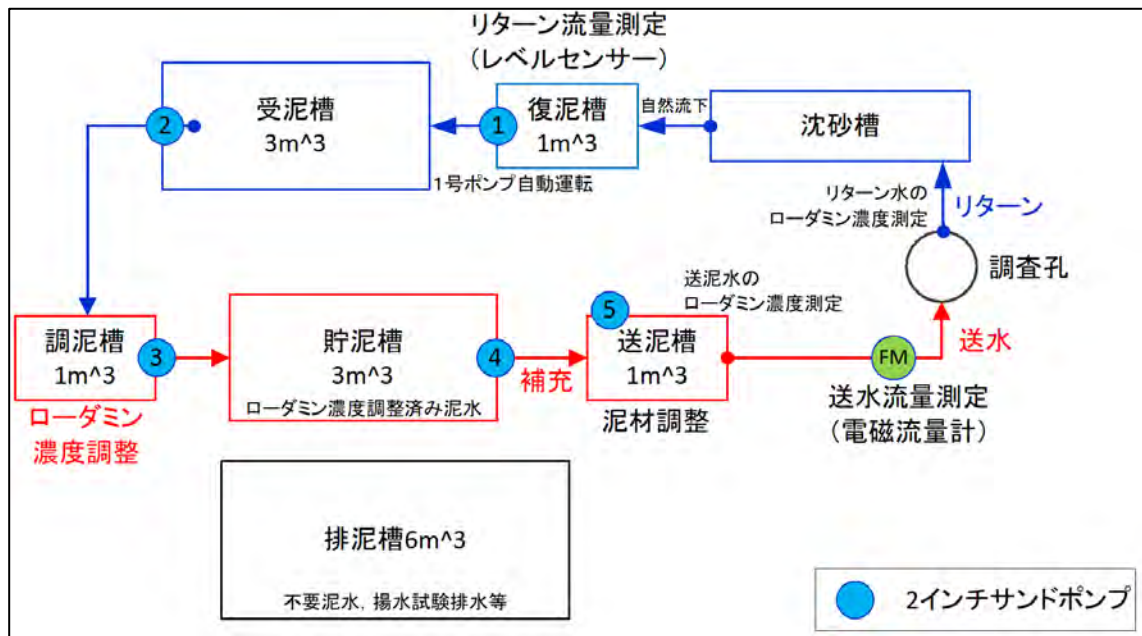 リターン流量測定
（レベルセンサー）
受泥槽
3m^3
2
1
復泥槽
1m^3
自然流下
沈砂槽
1号ポンプ自動運転
リターン水の
ローダミン濃度測定
リターン
調査孔
送泥水の
ローダミン濃度測定
調泥槽
1m^3
3
ローダミン
濃度調整
貯泥槽
3m^3
ローダミン濃度調整済み泥水
4
補充
5
送泥槽
1m^3
泥材調整
FM
送水
送水流量測定
（電磁流量計）
排泥槽6m^3
不要泥水，揚水試験排水等
2インチサンドポンプ